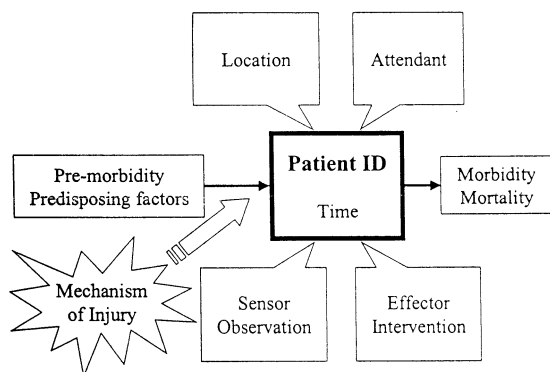 Location
Attendant
Pre-morbidity
Predisposing factors
Patient ID
Time
Morbidity
Mortality
Mechanism
of Injury
Sensor
Observation
Effector
Intervention